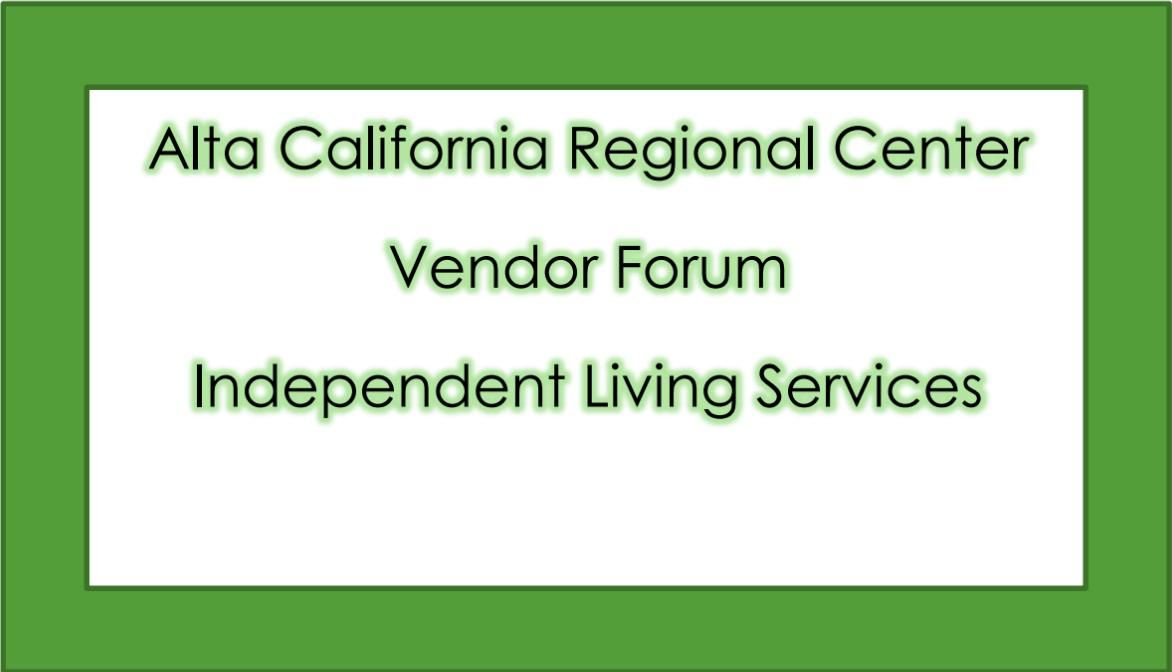 Alta California Regional Center
Vendor Forum
Independent Living Services